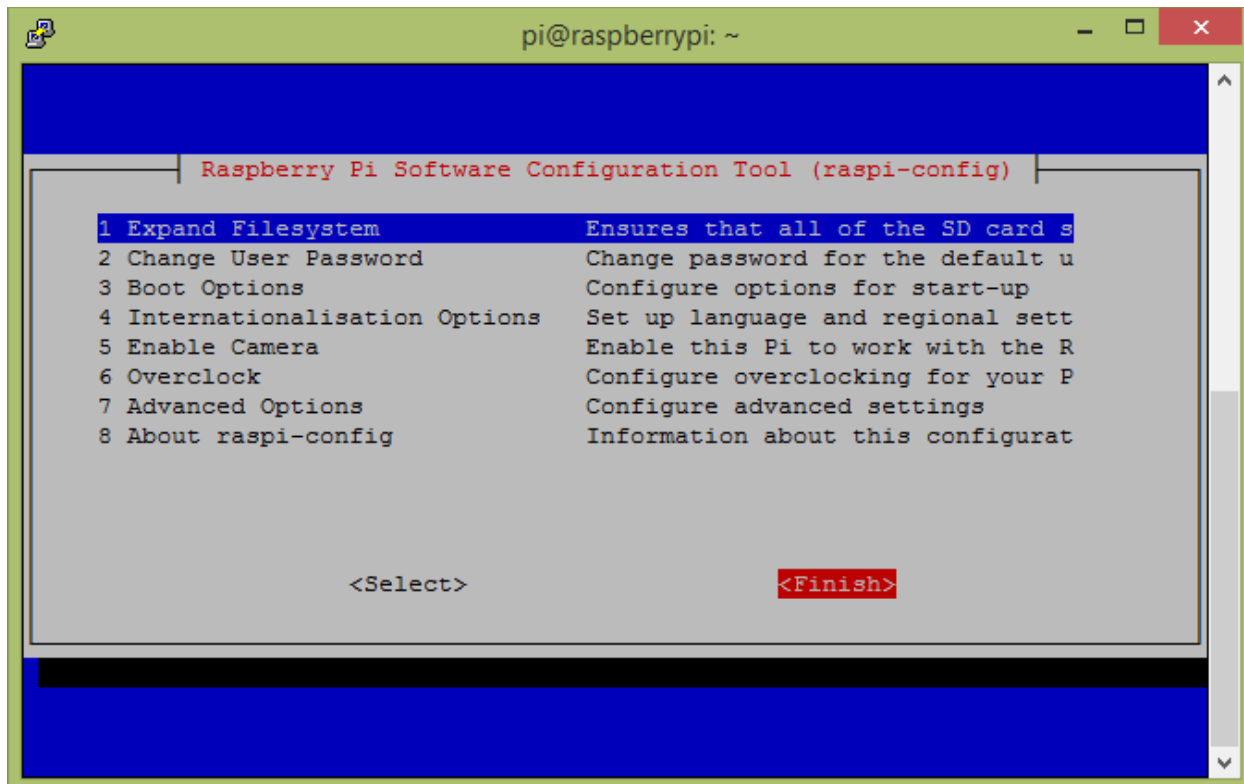 pi@raspberrypi: ~
Raspberry Pi Software Configuration Tool (raspi-config)
1 Expand Filesystem Ensures that all of the SD card s
2 Change User Password Change password for the default u
3 Boot Options Configure options for start-up
4 Internationalisation Options Set up language and regional sett
5 Enable Camera Enable this Pi to work with the R
6 Overclock Configure overclocking for your P
7 Advanced Options Configure advanced settings
8 About raspi-config Information about this configurat
<Select> <Finish>